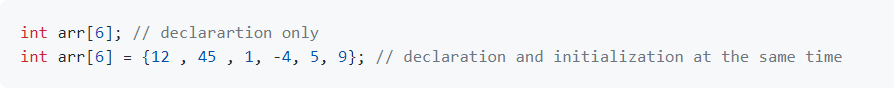 int arr[6]; // declarartion only
int arr[6] = {12 , 45 , 1, -4, 5, 9}; // declaration and initialization at the same time